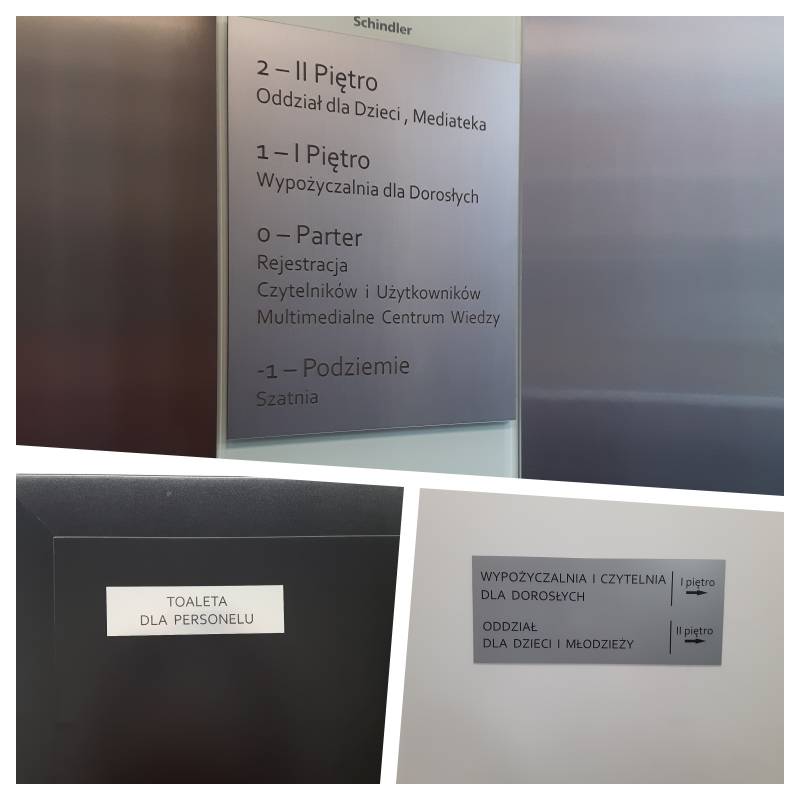 Schindler
2 – II Piętro
Oddział dla Dzieci , Mediateka
1 – I Piętro
Wypożyczalnia dla Dorosłych
0 – Parter
Rejestracja
Czytelników i Użytkowników
Multimedialne Centrum Wiedzy
-1 – Podziemie
Szatnia
TOALETA
DLA PERSONELU
WYPOŻYCZALNIA I CZYTELNIA
DLA DOROSŁYCH
I piętro
ODDZIAŁ
DLA DZIECI I MŁODZIEŻY
II piętro